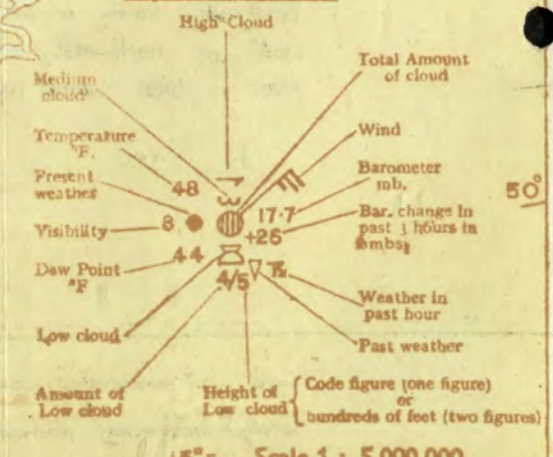 High Cloud
Total Amount
of cloud
Medium
cloud
Temperature
°F.
Wind
Present
weather
48
Barometer
mb.
50°
Visibility
8
17·7
+26
Bar. change in
past 3 hours in
Dew Point
°F
44
4/5
Weather in
past hour
Low cloud
Past weather
Amount of
Low cloud
Height of
Low cloud
Code figure (one figure)
or
hundreds of feet (two figures)
Scale 1 : 5,000,000